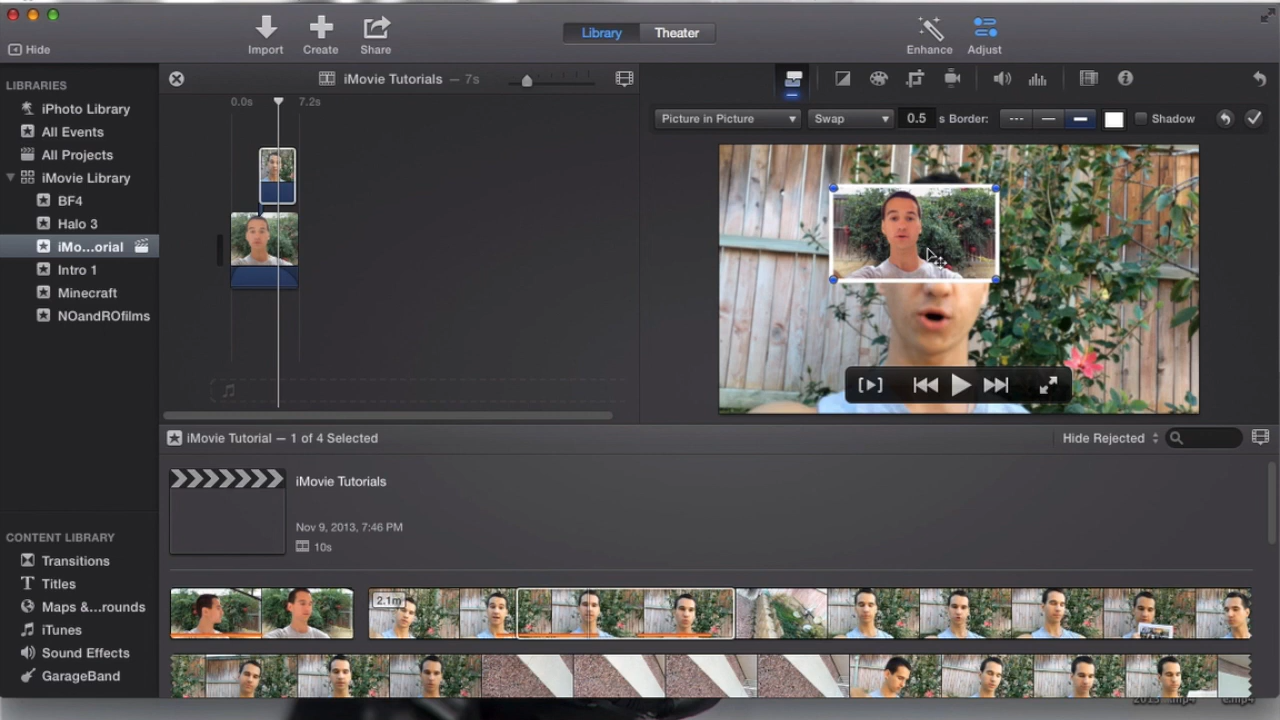 Hide
Import
Create
Share
Library
Theater
Enhance
Adjust
LIBRARIES
iPhoto Library
All Events
All Projects
iMovie Library
BF4
Halo 3
iMo...orial
Intro 1
Minecraft
NOandROfilms
CONTENT LIBRARY
Transitions
Titles
Maps &...rounds
iTunes
Sound Effects
GarageBand
iMovie Tutorials — 7s
0.0s
7.2s
Picture in Picture
Swap
0.5 s Border:
Shadow
iMovie Tutorial — 1 of 4 Selected
Hide Rejected
iMovie Tutorials
Nov 9, 2013, 7:46 PM
10s
2.1m